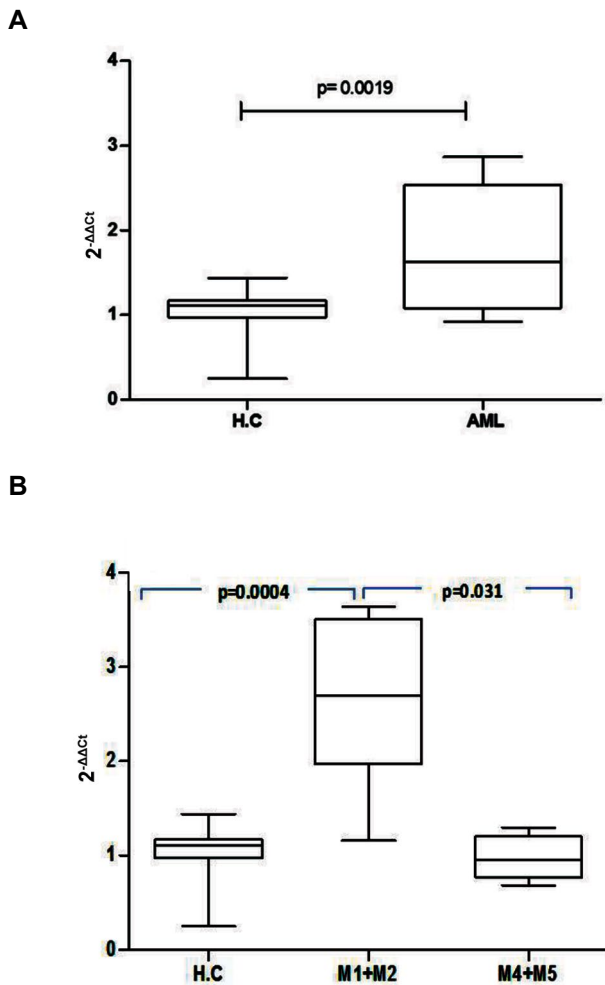 A
4
p= 0.0019
3
2
1
0
2^-ΔΔCt
H.C AML
B
4
p=0.0004 p=0.031
3
2
1
0
2^-ΔΔCt
H.C M1+M2 M4+M5